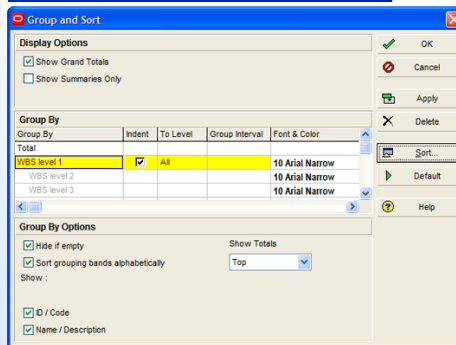 Group and Sort
Display Options
Show Grand Totals
Show Summaries Only
Group By
Group By Indent To Level Group Interval Font & Color
Total
WBS level 1 All 10 Arial Narrow
WBS level 2 10 Arial Narrow
WBS level 3 10 Arial Narrow
Group By Options
Hide if empty
Sort grouping bands alphabetically
Show :
ID / Code
Name / Description
Show Totals
Top
OK
Cancel
Apply
Delete
Sort...
Default
Help